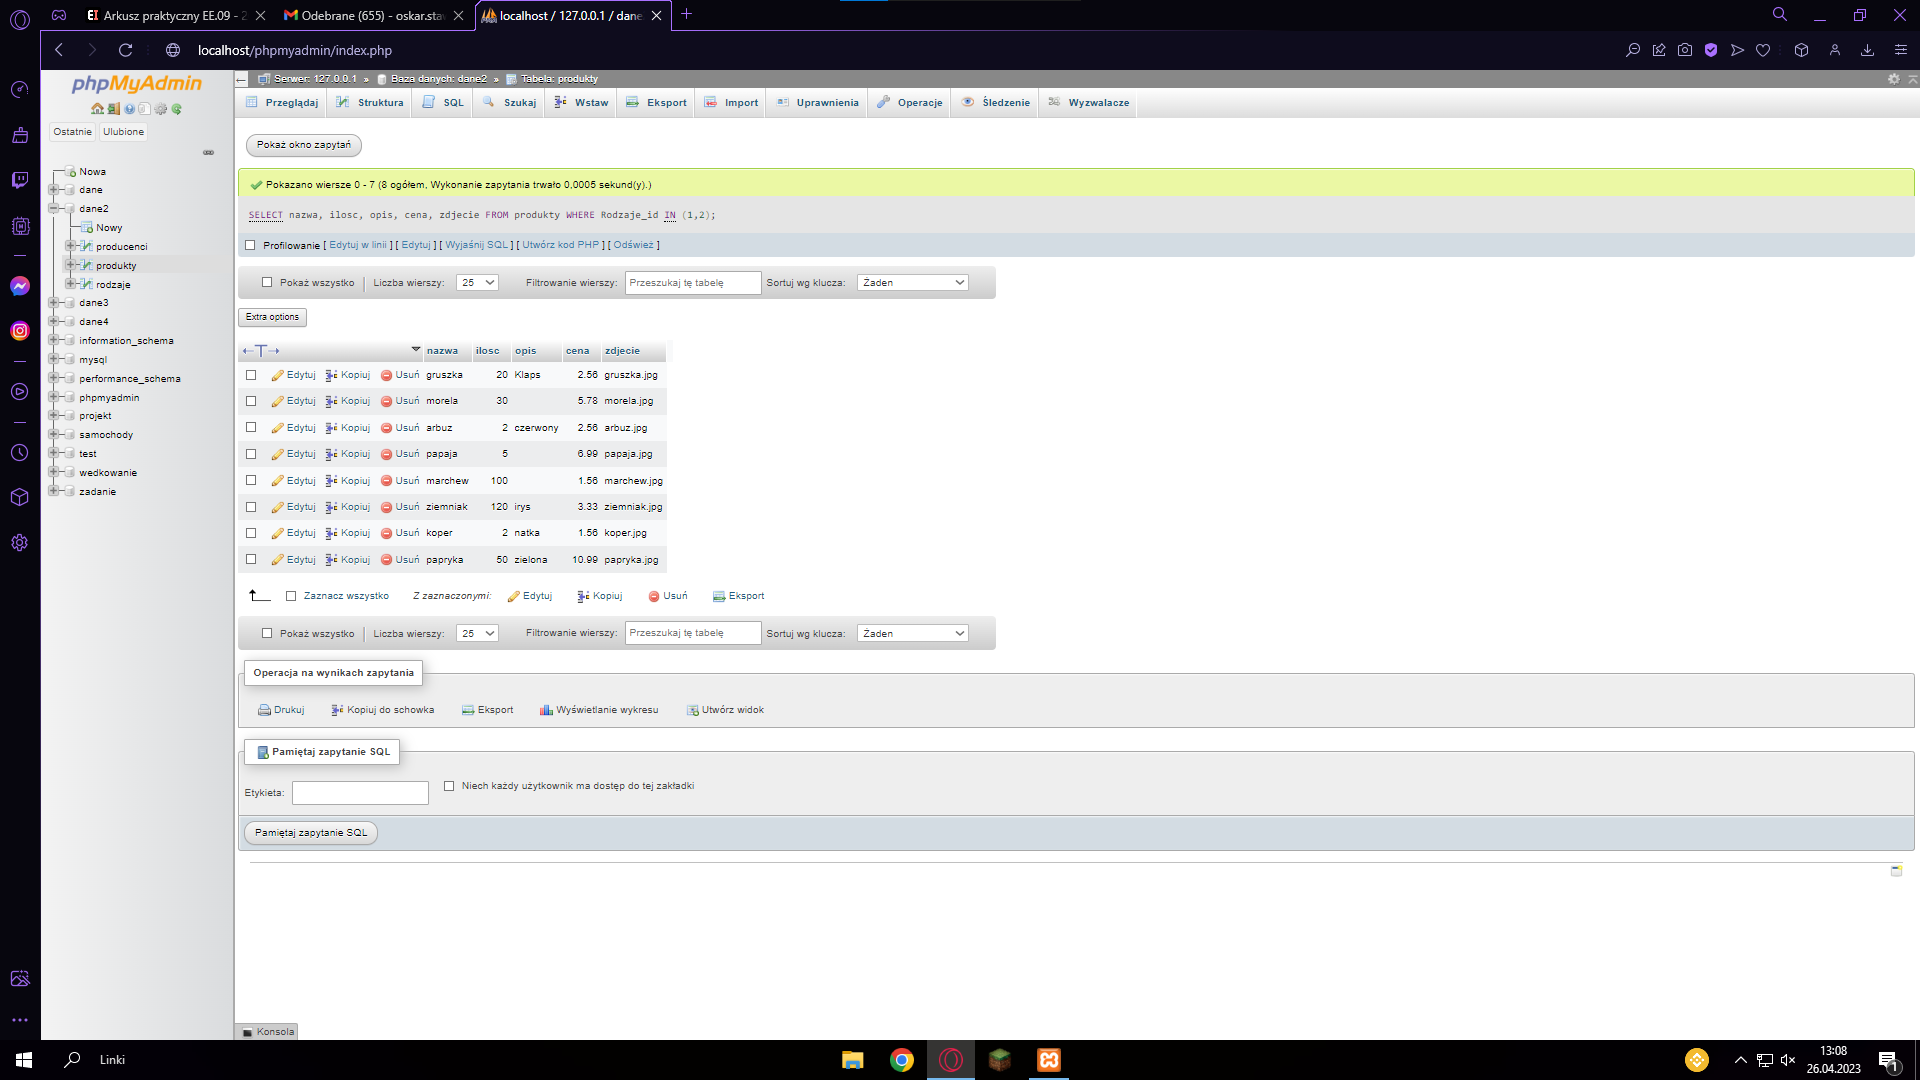 Arkusz praktyczny EE.09 - 2
Odebrane (655) - oskar.sta
localhost / 127.0.0.1 / dane
localhost/phpmyadmin/index.php
phpMyAdmin
Ostatnie
Ulubione
Nowa
dane
dane2
Nowy
producenci
produkty
rodzaje
dane3
dane4
information_schema
mysql
performance_schema
phpmyadmin
projekt
samochody
test
wedkowanie
zadanie
Serwer: 127.0.0.1 » Baza danych: dane2 » Tabela: produkty
Przeglądaj Struktura SQL Szukaj Wstaw Eksport Import Uprawnienia Operacje Śledzenie Wyzwalacze
Pokaż okno zapytań
Pokazano wiersze 0 - 7 (8 ogółem, Wykonanie zapytania trwało 0,0005 sekund(y).)
SELECT nazwa, ilosc, opis, cena, zdjecie FROM produkty WHERE Rodzaje_id IN (1,2);
Profilowanie [ Edytuj w linii ] [ Edytuj ] [ Wyjaśnij SQL ] [ Utwórz kod PHP ] [ Odśwież ]
Pokaż wszystko Liczba wierszy: 25 Filtrowanie wierszy: Przeszukaj tę tabelę Sortuj wg klucza: Żaden
Extra options
←T→ nazwa ilosc opis cena zdjecie
Edytuj Kopiuj Usuń gruszka 20 Klaps 2.56 gruszka.jpg
Edytuj Kopiuj Usuń morela 30 5.78 morela.jpg
Edytuj Kopiuj Usuń arbuz 2 czerwony 2.56 arbuz.jpg
Edytuj Kopiuj Usuń papaja 5 6.99 papaja.jpg
Edytuj Kopiuj Usuń marchew 100 1.56 marchew.jpg
Edytuj Kopiuj Usuń ziemniak 120 irys 3.33 ziemniak.jpg
Edytuj Kopiuj Usuń koper 2 natka 1.56 koper.jpg
Edytuj Kopiuj Usuń papryka 50 zielona 10.99 papryka.jpg
Zaznacz wszystko Z zaznaczonymi: Edytuj Kopiuj Usuń Eksport
Pokaż wszystko Liczba wierszy: 25 Filtrowanie wierszy: Przeszukaj tę tabelę Sortuj wg klucza: Żaden
Operacja na wynikach zapytania
Drukuj Kopiuj do schowka Eksport Wyświetlanie wykresu Utwórz widok
Pamiętaj zapytanie SQL
Etykieta: Niech każdy użytkownik ma dostęp do tej zakładki
Pamiętaj zapytanie SQL
Konsola
Linki
13:08
26.04.2023
1